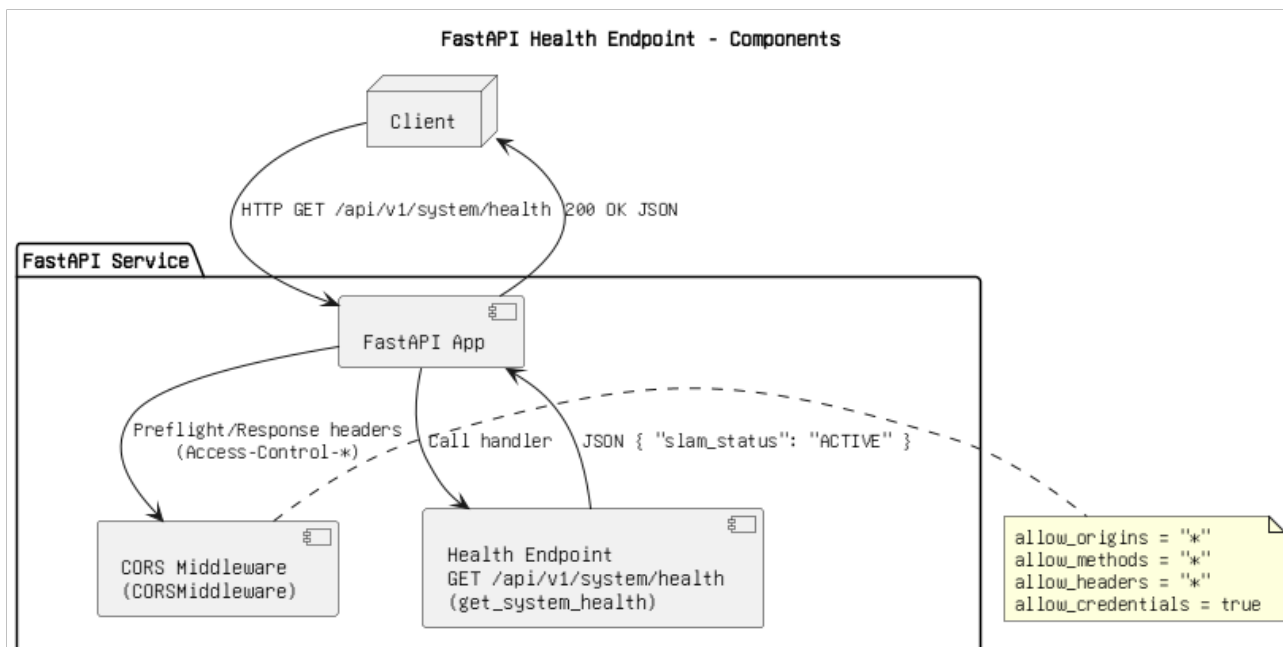 FastAPI Health Endpoint - Components
Client
HTTP GET /api/v1/system/health
200 OK JSON
FastAPI Service
FastAPI App
Preflight/Response headers
(Access-Control-*)
Call handler
JSON { "slam_status": "ACTIVE" }
CORS Middleware
(CORSMiddleware)
Health Endpoint
GET /api/v1/system/health
(get_system_health)
allow_origins = "*"
allow_methods = "*"
allow_headers = "*"
allow_credentials = true